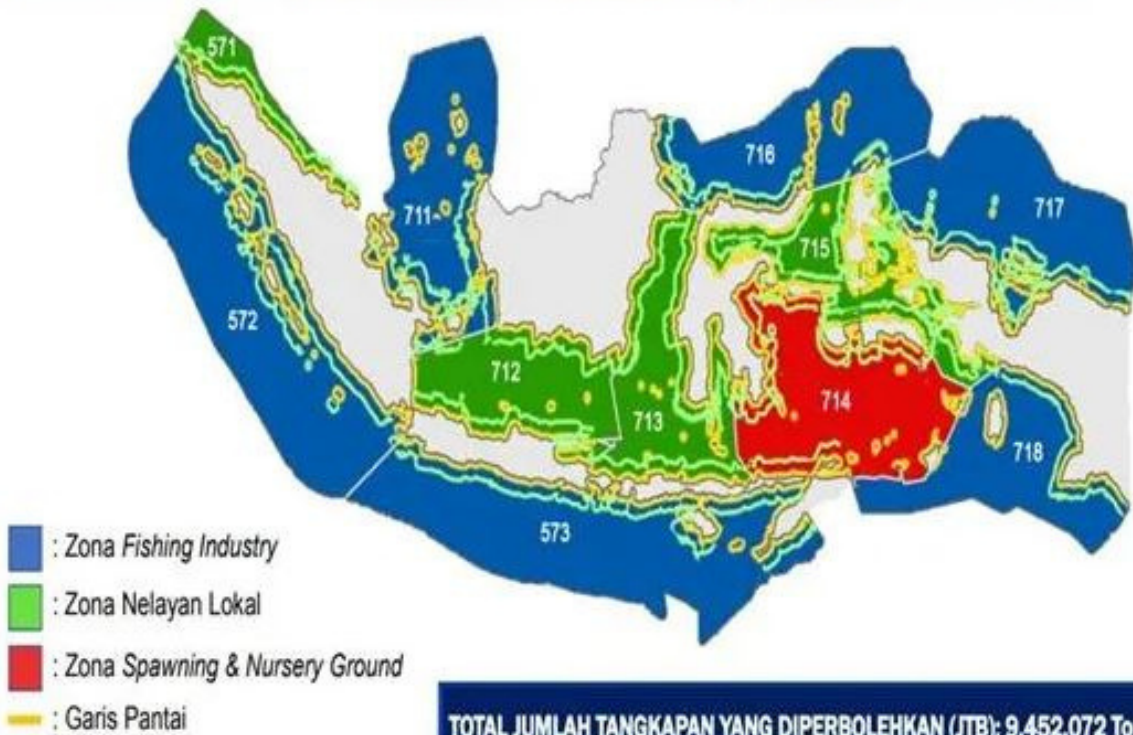 571
716
717
711
715
572
712
714
713
718
573
: Zona Fishing Industry
: Zona Nelayan Lokal
: Zona Spawning & Nursery Ground
: Garis Pantai
TOTAL JUMLAH TANGKAPAN YANG DIPERBOLEHKAN (JTB): 9.452.072 To